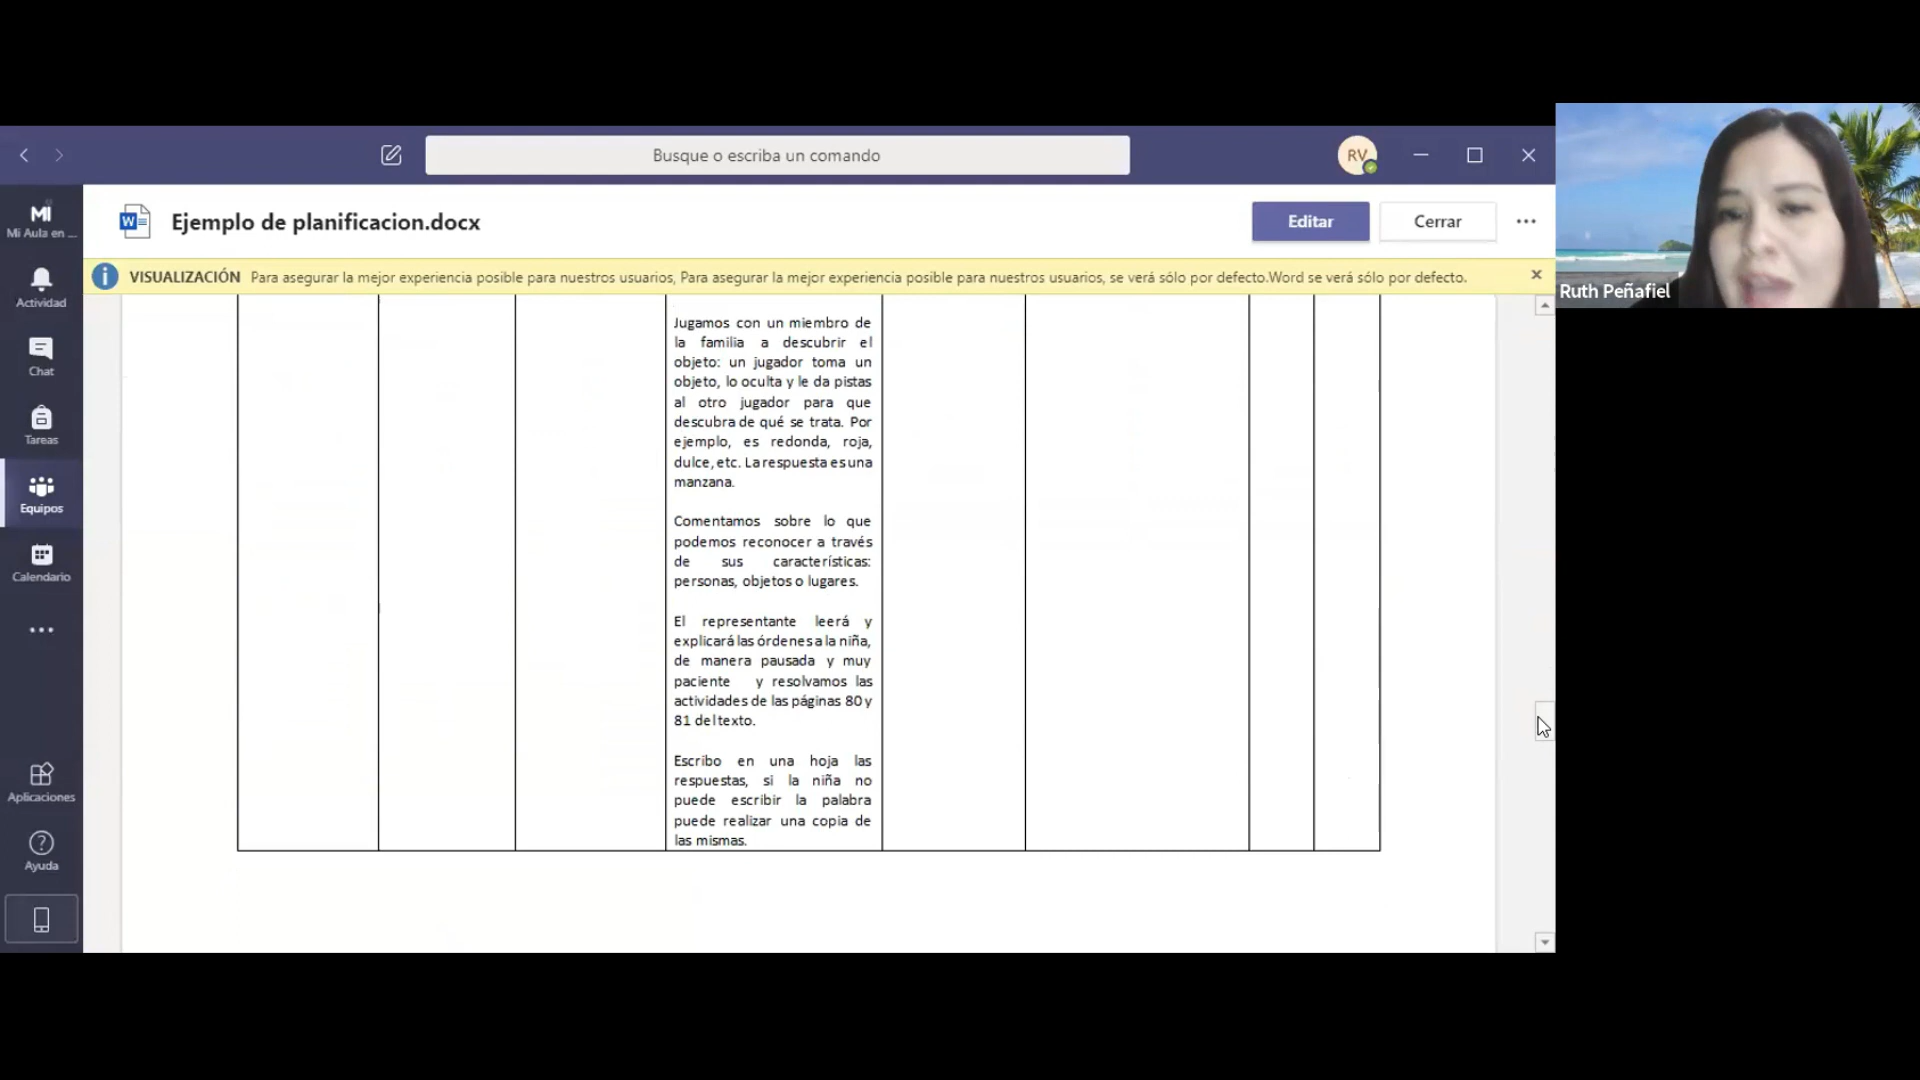 Busque o escriba un comando
RV
Mi Aula en ...
Actividad
Chat
Tareas
Equipos
Calendario
Aplicaciones
Ayuda
Ejemplo de planificacion.docx
Editar
Cerrar
VISUALIZACIÓN Para asegurar la mejor experiencia posible para nuestros usuarios, Para asegurar la mejor experiencia posible para nuestros usuarios, se verá sólo por defecto.Word se verá sólo por defecto.
Jugamos con un miembro de
la familia a descubrir el
objeto: un jugador toma un
objeto, lo oculta y le da pistas
al otro jugador para que
descubra de qué se trata. Por
ejemplo, es redonda, roja,
dulce, etc. La respuesta es una
manzana.
Comentamos sobre lo que
podemos reconocer a través
de sus características:
personas, objetos o lugares.
El representante leerá y
explicará las órdenes a la niña,
de manera pausada y muy
paciente y resolvamos las
actividades de las páginas 80 y
81 del texto.
Escribo en una hoja las
respuestas, si la niña no
puede escribir la palabra
puede realizar una copia de
las mismas.
Ruth Peñafiel